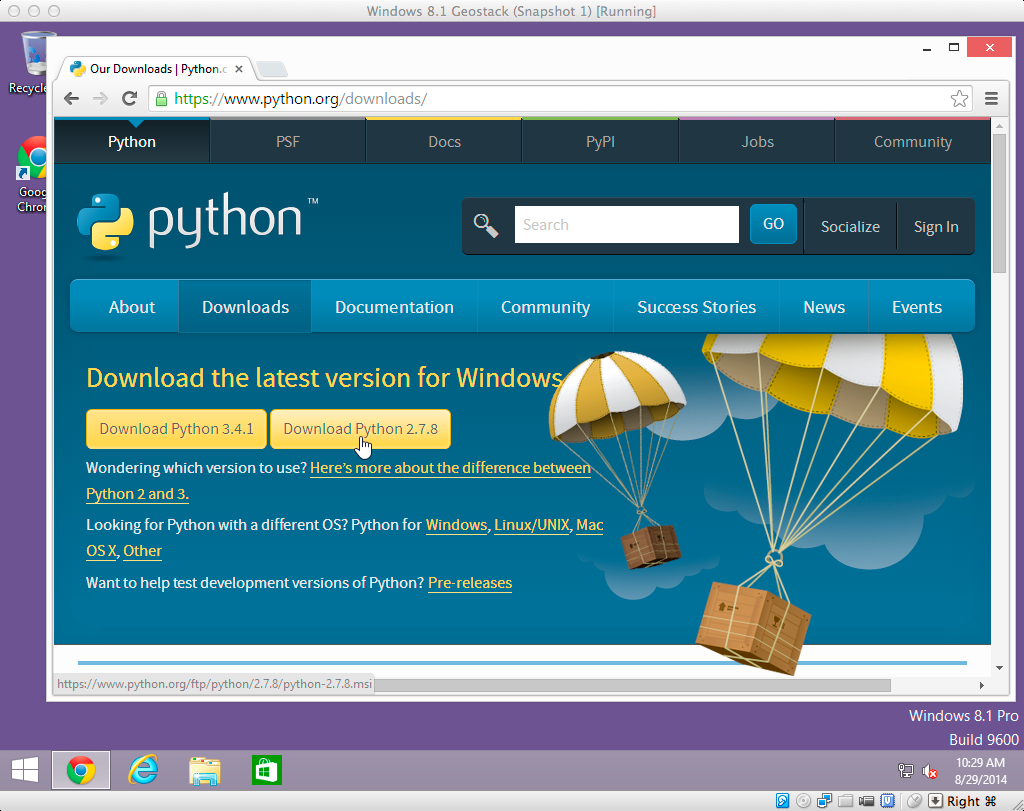 Windows 8.1 Geostack (Snapshot 1) [Running]
Our Downloads | Python.
https://www.python.org/downloads/
Python
PSF
Docs
PyPI
Jobs
Community
python™
Search
GO
Socialize
Sign In
About
Downloads
Documentation
Community
Success Stories
News
Events
Download the latest version for Windows
Download Python 3.4.1
Download Python 2.7.8
Wondering which version to use? Here's more about the difference between
Python 2 and 3.
Looking for Python with a different OS? Python for Windows, Linux/UNIX, Mac
OS X, Other
Want to help test development versions of Python? Pre-releases
https://www.python.org/ftp/python/2.7.8/python-2.7.8.msi
Recycle
Goog
Chron
Windows 8.1 Pro
Build 9600
10:29 AM
8/29/2014
Right ⌘